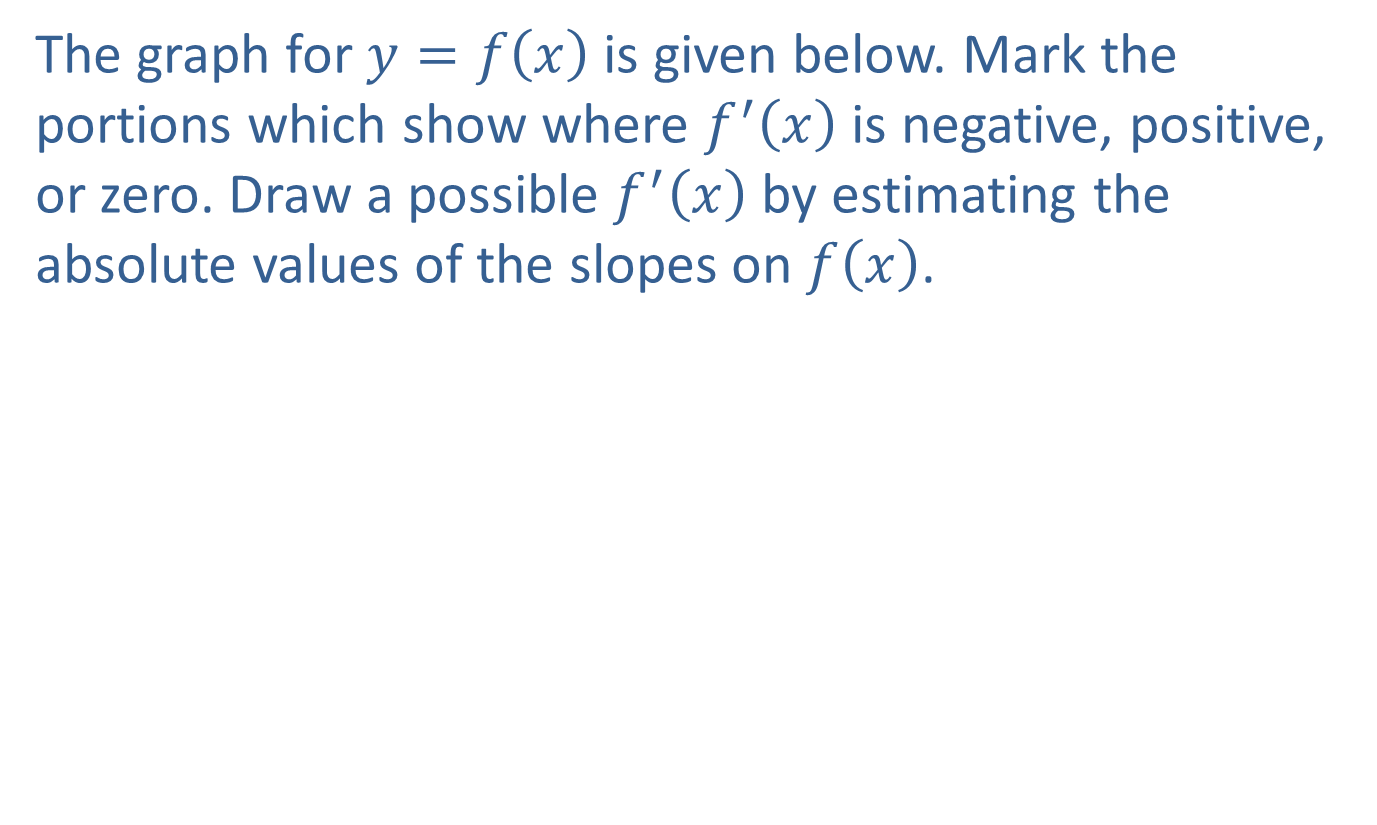 The graph for 𝑦 = 𝑓(𝑥) is given below. Mark the
portions which show where 𝑓′(𝑥) is negative, positive,
or zero. Draw a possible 𝑓′(𝑥) by estimating the
absolute values of the slopes on 𝑓(𝑥).